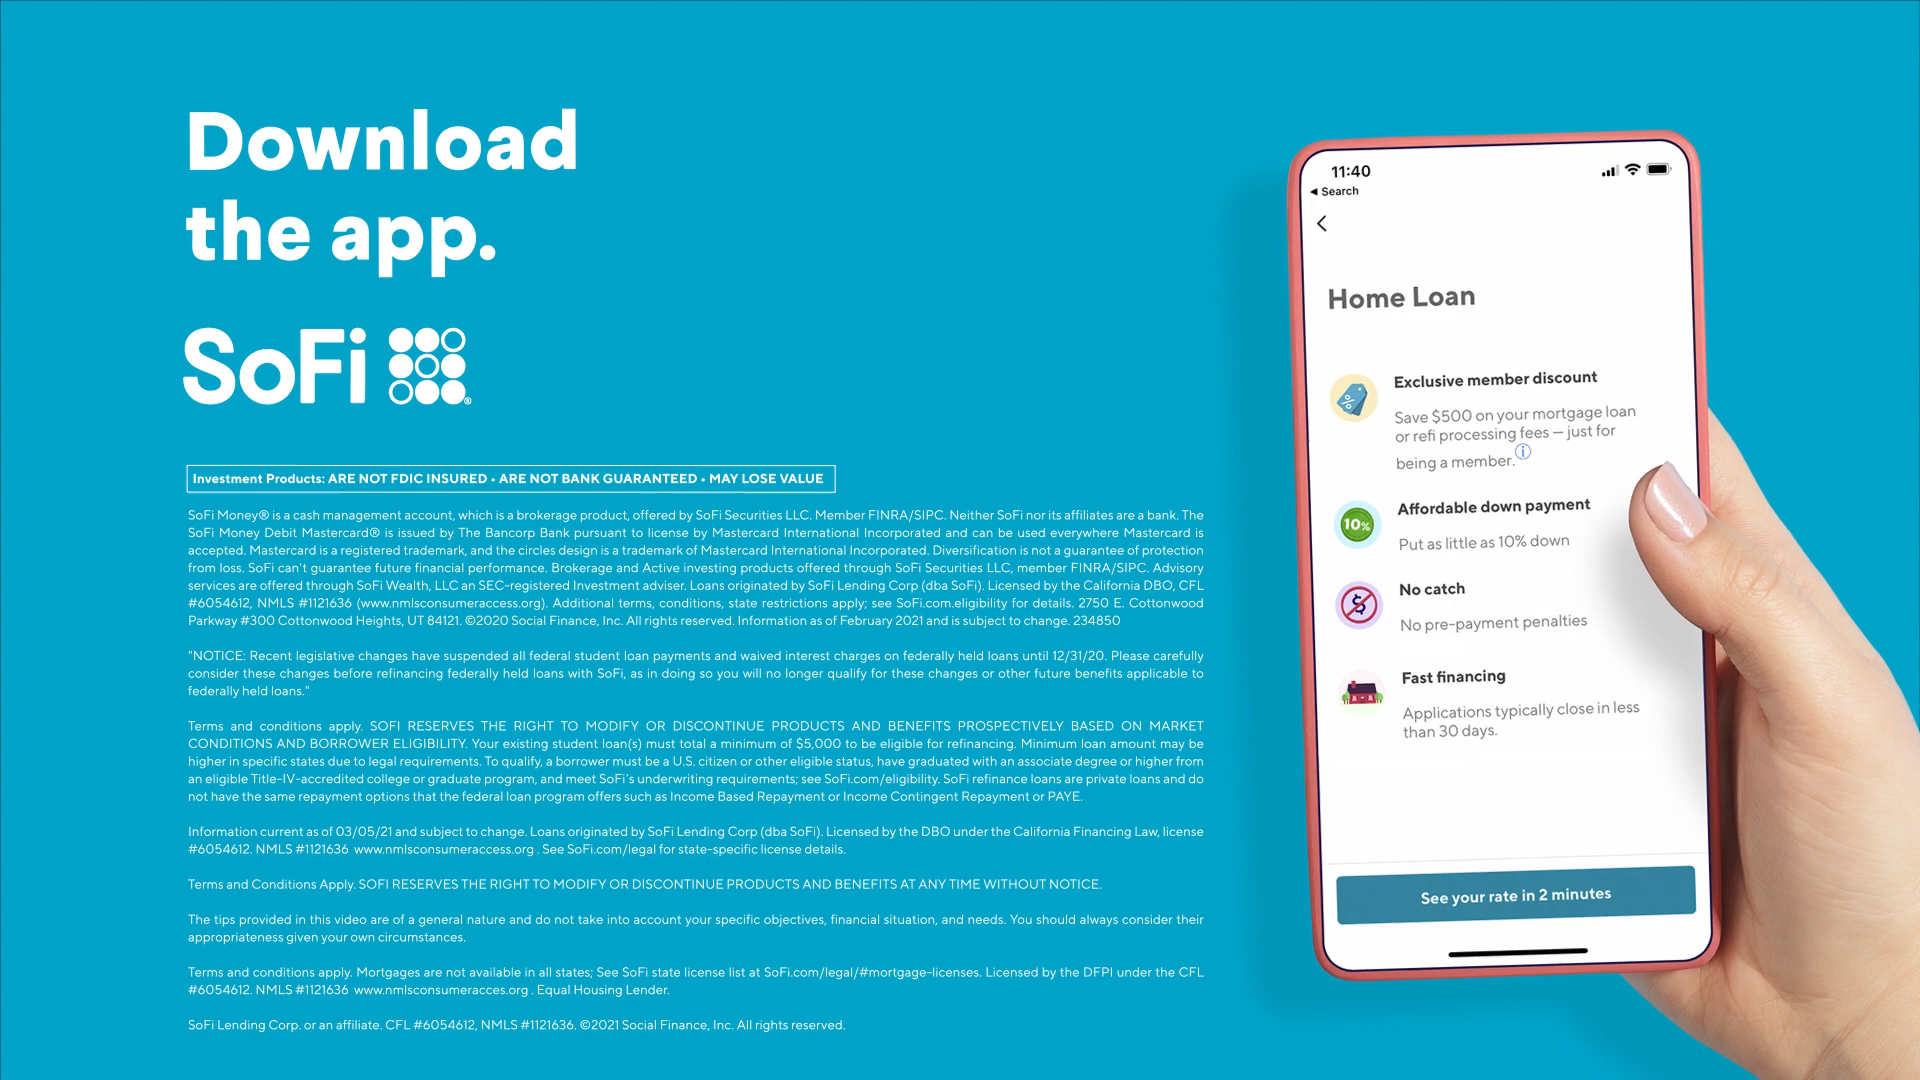 Download
the app.
SoFi ®
Investment Products: ARE NOT FDIC INSURED • ARE NOT BANK GUARANTEED • MAY LOSE VALUE
SoFi Money® is a cash management account, which is a brokerage product, offered by SoFi Securities LLC. Member FINRA/SIPC. Neither SoFi nor its affiliates are a bank. The
SoFi Money Debit Mastercard® is issued by The Bancorp Bank pursuant to license by Mastercard International Incorporated and can be used everywhere Mastercard is
accepted. Mastercard is a registered trademark, and the circles design is a trademark of Mastercard International Incorporated. Diversification is not a guarantee of protection
from loss. SoFi can't guarantee future financial performance. Brokerage and Active investing products offered through SoFi Securities LLC, member FINRA/SIPC. Advisory
services are offered through SoFi Wealth, LLC an SEC-registered Investment adviser. Loans originated by SoFi Lending Corp (dba SoFi). Licensed by the California DBO, CFL
#6054612, NMLS #1121636 (www.nmlsconsumeraccess.org). Additional terms, conditions, state restrictions apply; see SoFi.com.eligibility for details. 2750 E. Cottonwood
Parkway #300 Cottonwood Heights, UT 84121. ©2020 Social Finance, Inc. All rights reserved. Information as of February 2021 and is subject to change. 234850
"NOTICE: Recent legislative changes have suspended all federal student loan payments and waived interest charges on federally held loans until 12/31/20. Please carefully
consider these changes before refinancing federally held loans with SoFi, as in doing so you will no longer qualify for these changes or other future benefits applicable to
federally held loans."
Terms and conditions apply. SOFI RESERVES THE RIGHT TO MODIFY OR DISCONTINUE PRODUCTS AND BENEFITS PROSPECTIVELY BASED ON MARKET
CONDITIONS AND BORROWER ELIGIBILITY. Your existing student loan(s) must total a minimum of $5,000 to be eligible for refinancing. Minimum loan amount may be
higher in specific states due to legal requirements. To qualify, a borrower must be a U.S. citizen or other eligible status, have graduated with an associate degree or higher from
an eligible Title-IV-accredited college or graduate program, and meet SoFi's underwriting requirements; see SoFi.com/eligibility. SoFi refinance loans are private loans and do
not have the same repayment options that the federal loan program offers such as Income Based Repayment or Income Contingent Repayment or PAYE.
Information current as of 03/05/21 and subject to change. Loans originated by SoFi Lending Corp (dba SoFi). Licensed by the DBO under the California Financing Law, license
#6054612. NMLS #1121636 www.nmlsconsumeraccess.org . See SoFi.com/legal for state-specific license details.
Terms and Conditions Apply. SOFI RESERVES THE RIGHT TO MODIFY OR DISCONTINUE PRODUCTS AND BENEFITS AT ANY TIME WITHOUT NOTICE.
The tips provided in this video are of a general nature and do not take into account your specific objectives, financial situation, and needs. You should always consider their
appropriateness given your own circumstances.
Terms and conditions apply. Mortgages are not available in all states; See SoFi state license list at SoFi.com/legal/#mortgage-licenses. Licensed by the DFPI under the CFL
#6054612. NMLS #1121636 www.nmlsconsumeracces.org . Equal Housing Lender.
SoFi Lending Corp. or an affiliate. CFL #6054612, NMLS #1121636. ©2021 Social Finance, Inc. All rights reserved.
11:40
◀ Search
Home Loan
Exclusive member discount
Save $500 on your mortgage loan
or refi processing fees – just for
being a member. i
10%
Affordable down payment
Put as little as 10% down
No catch
No pre-payment penalties
Fast financing
Applications typically close in less
than 30 days.
See your rate in 2 minutes